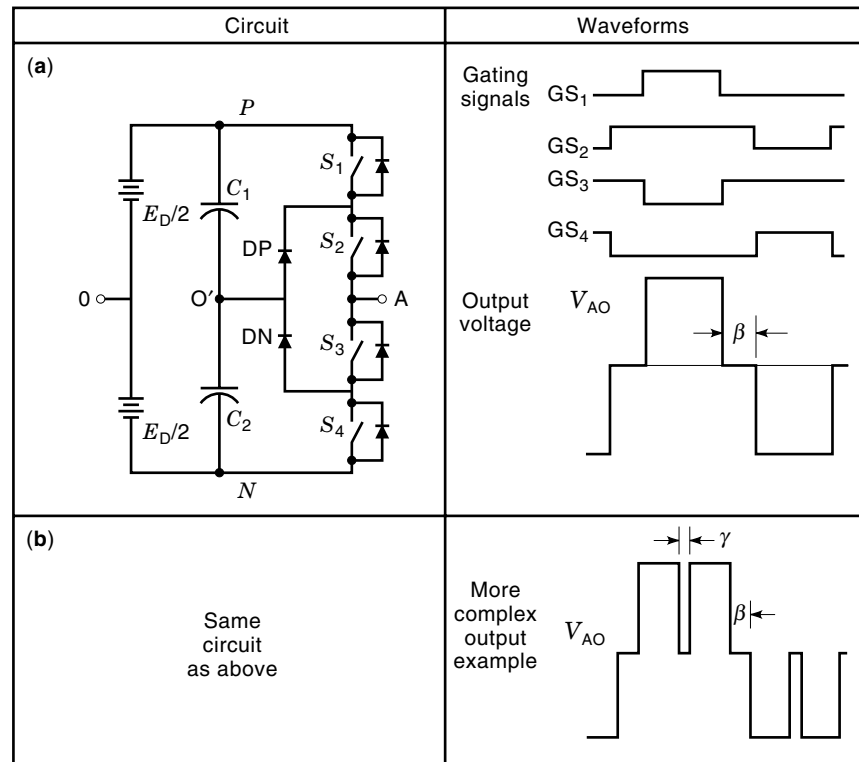 Circuit
Waveforms
(a)
P
S1
C1
ED/2
DP
S2
0
O′
A
DN
S3
C2
ED/2
S4
N
Gating
signals
GS1
GS2
GS3
GS4
Output
voltage
VAO
β
(b)
Same
circuit
as above
More
complex
output
example
VAO
γ
β